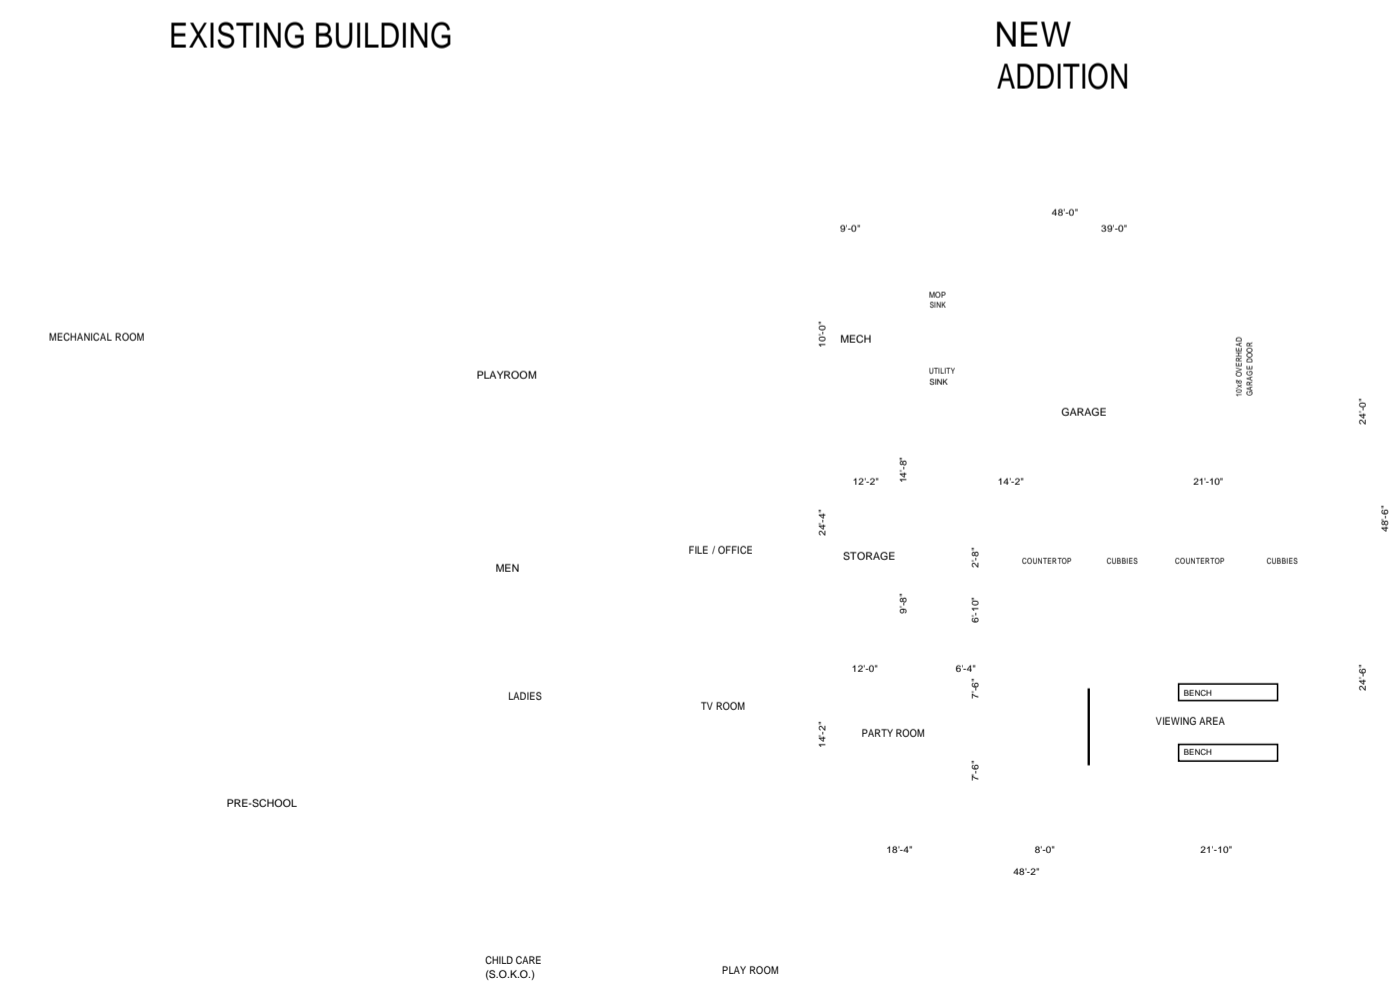 EXISTING BUILDING
NEW
ADDITION
48'-0"
9'-0"
39'-0"
MOP
SINK
MECHANICAL ROOM
10'-0"
MECH
10'x8' OVERHEAD
GARAGE DOOR
PLAYROOM
UTILITY
SINK
GARAGE
24'-0"
12'-2"
14'-8"
14'-2"
21'-10"
24'-4"
48'-6"
FILE / OFFICE
STORAGE
2'-8"
COUNTERTOP
CUBBIES
COUNTERTOP
CUBBIES
MEN
9'-8"
6'-10"
12'-0"
6'-4"
7'-6"
24'-6"
BENCH
LADIES
TV ROOM
VIEWING AREA
14'-2"
PARTY ROOM
BENCH
7'-6"
PRE-SCHOOL
18'-4"
8'-0"
21'-10"
48'-2"
CHILD CARE
(S.O.K.O.)
PLAY ROOM